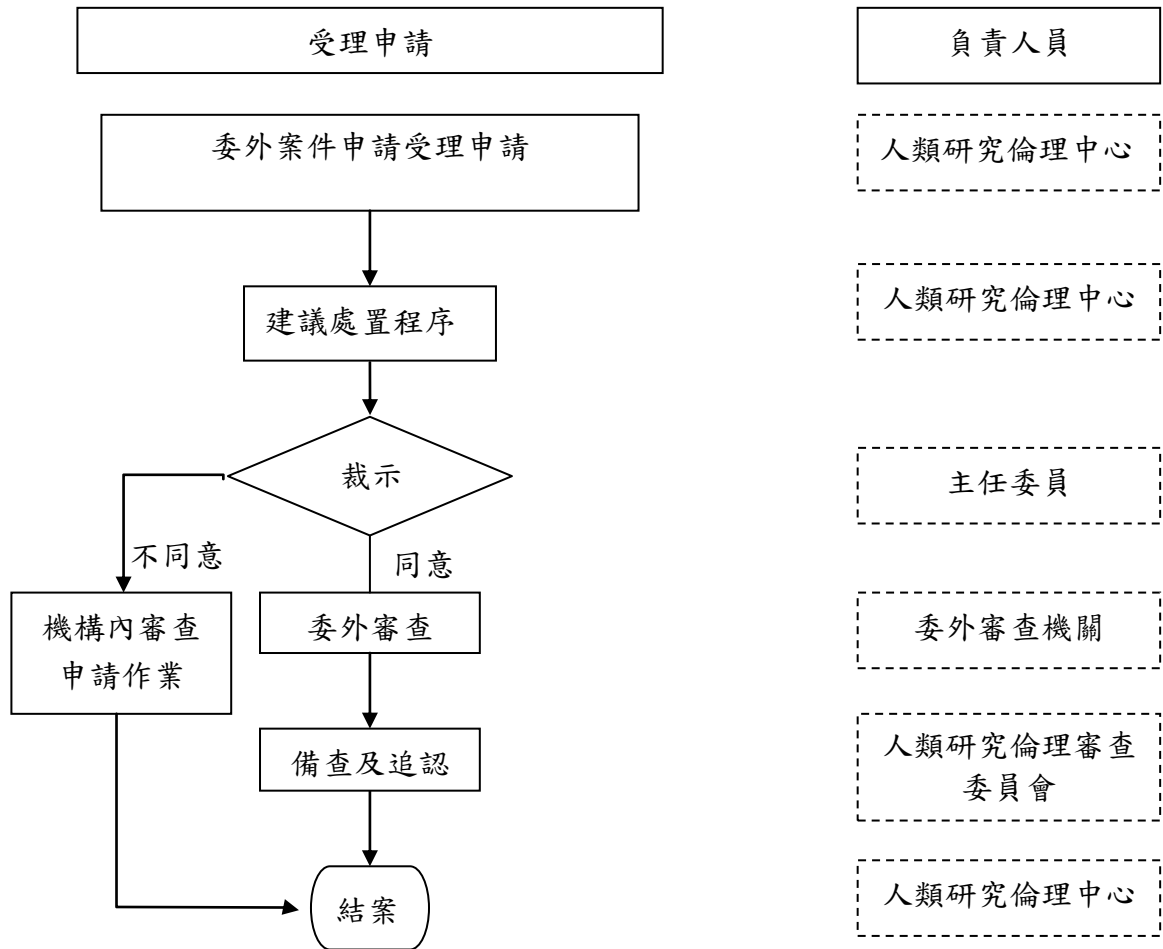 受理申請
負責人員
委外案件申請受理申請
人類研究倫理中心
建議處置程序
人類研究倫理中心
裁示
主任委員
不同意
同意
機構內審查
申請作業
委外審查
委外審查機關
備查及追認
人類研究倫理審查
委員會
結案
人類研究倫理中心